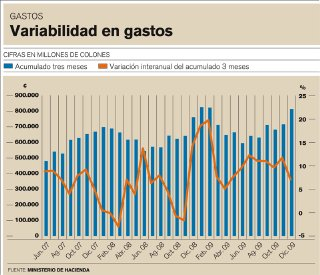 GASTOS
Variabilidad en gastos
CIFRAS EN MILLONES DE COLONES
Acumulado tres meses
Variación interanual del acumulado 3 meses
¢ %
900.000 25
800.000
700.000 20
600.000 15
500.000
400.000 10
300.000 5
200.000
100.000 0
0 -5
Jun. 07 Ag. 07 Oct. 07 Dic. 07 Feb. 08 Abr. 08 Jun. 08 Ag. 08 Oct. 08 Dic. 08 Feb. 09 Abr. 09 Jun. 09 Ag. 09 Oct. 09 Dic. 09
FUENTE: MINISTERIO DE HACIENDA